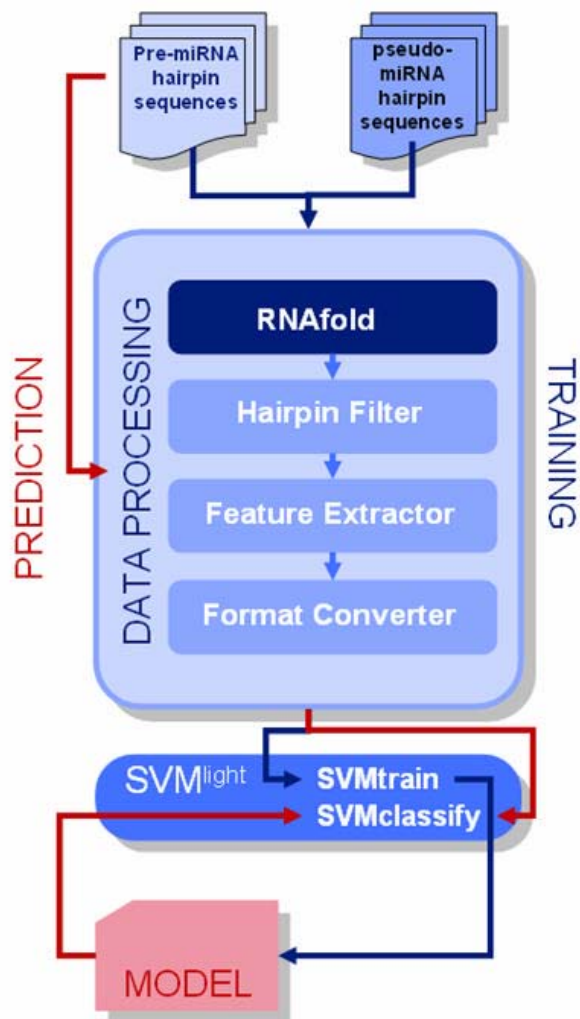 Pre-miRNA
hairpin
sequences
pseudo-
miRNA
hairpin
sequences
PREDICTION
DATA PROCESSING
TRAINING
RNAfold
Hairpin Filter
Feature Extractor
Format Converter
SVMlight
SVMtrain
SVMclassify
MODEL